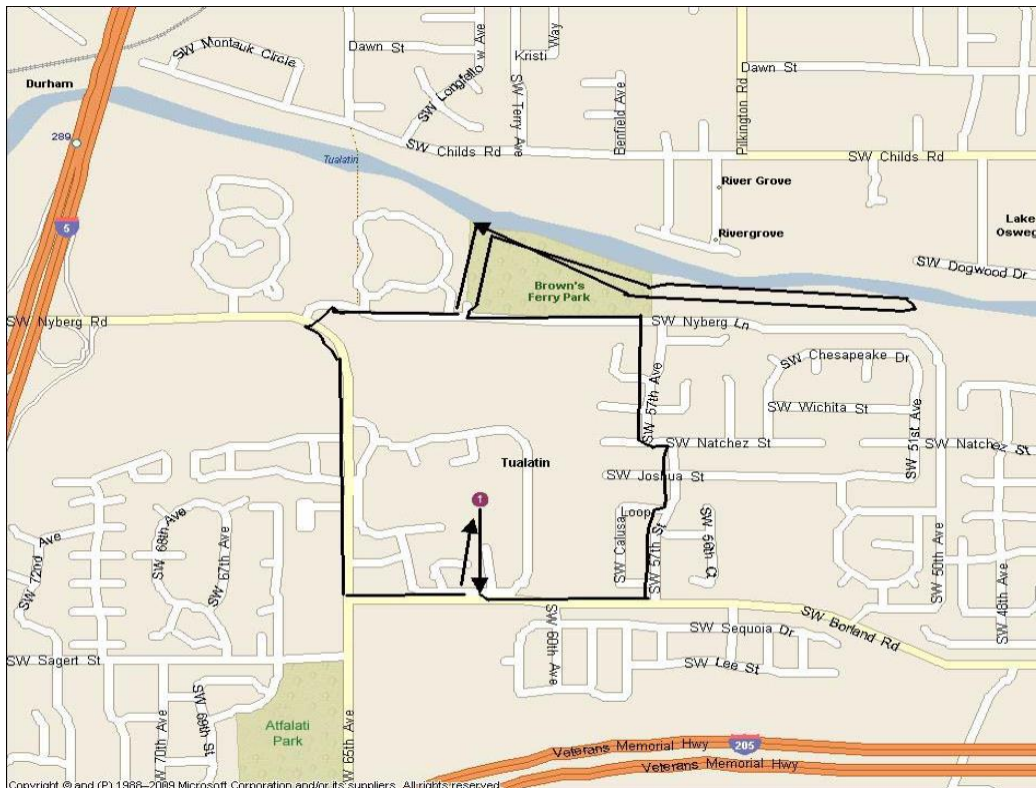 SW Montauk Circle
Dawn St
SW Longfello
w Ave
Kristi
Way
SW Terry Ave
Benfield Ave
Pilkington Rd
Dawn St
Durham
289
SW Childs Rd
SW Childs Rd
Tualatin
River Grove
Rivergrove
Lake
Osweg
SW Dogwood Dr
5
Brown's
Ferry Park
SW Nyberg Rd
SW Nyberg Ln
SW Chesapeake Dr
SW 57th Ave
SW Wichita St
SW 51st Ave
SW Natchez St
SW Natchez St
Tualatin
SW Joshua St
1
Loop
SW Calusa
SW 57th St
SW 56th Ct
SW 50th Ave
SW 48th Ave
Ave
SW 72nd
SW 68th Ave
SW 67th Ave
SW 60th Ave
SW Borland Rd
SW Sequoia Dr
SW Lee St
SW Sagert St
SW 70th Ave
SW 68th St
Atfalati
Park
SW 65th Ave
Veterans Memorial Hwy
205
Veterans Memorial Hwy
Copyright © and (P) 1988–2009 Microsoft Corporation and/or its suppliers. All rights reserved.